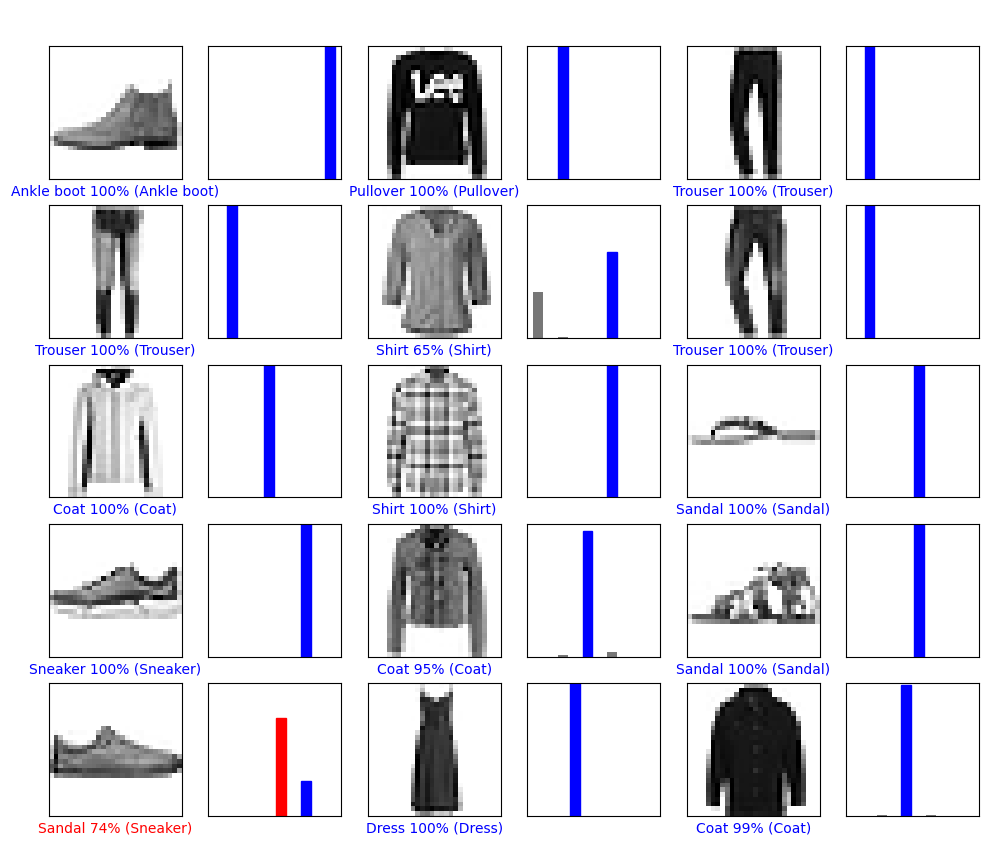 Lee
Ankle boot 100% (Ankle boot)
Pullover 100% (Pullover)
Trouser 100% (Trouser)
Trouser 100% (Trouser)
Shirt 65% (Shirt)
Trouser 100% (Trouser)
Coat 100% (Coat)
Shirt 100% (Shirt)
Sandal 100% (Sandal)
Sneaker 100% (Sneaker)
Coat 95% (Coat)
Sandal 100% (Sandal)
Sandal 74% (Sneaker)
Dress 100% (Dress)
Coat 99% (Coat)